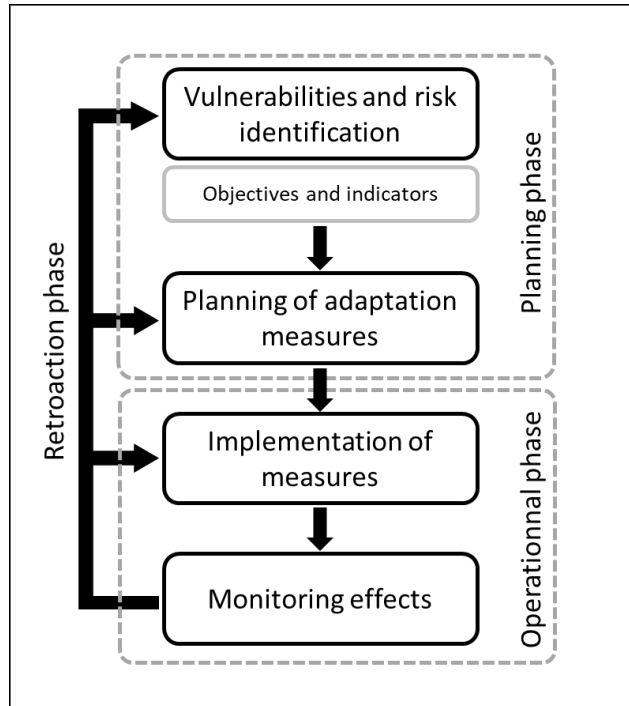 Vulnerabilities and risk
identification
Objectives and indicators
Planning of adaptation
measures
Planning phase
Implementation of
measures
Monitoring effects
Operationnal phase
Retroaction phase